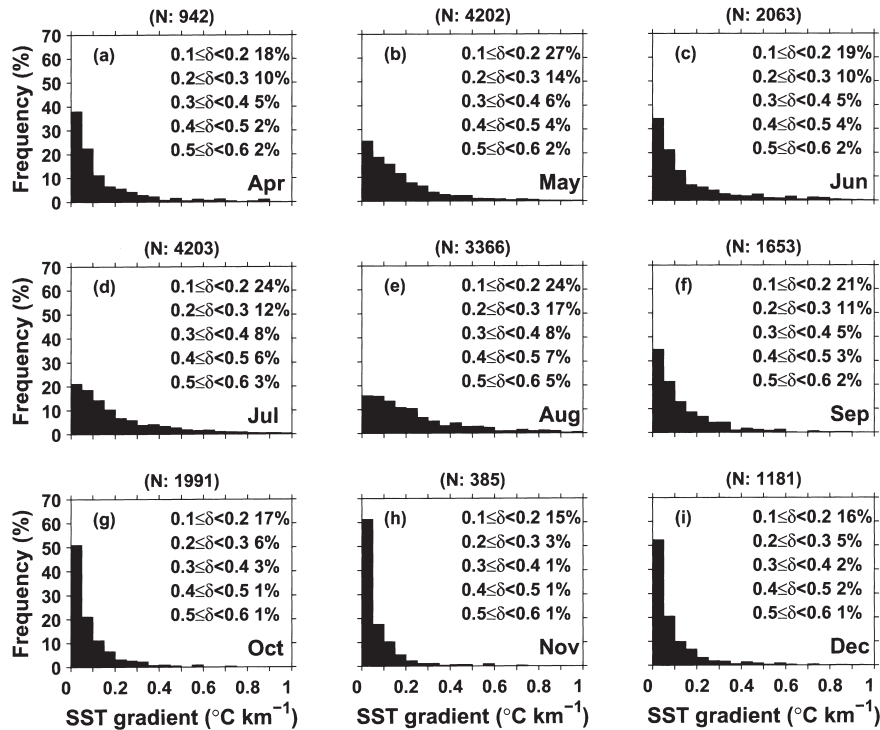 (N: 942) (N: 4202) (N: 2063)
70
60
50
40
30
20
10
0
Frequency (%)
(a)
0.1≤δ<0.2 18%
0.2≤δ<0.3 10%
0.3≤δ<0.4 5%
0.4≤δ<0.5 2%
0.5≤δ<0.6 2%
Apr
(b)
0.1≤δ<0.2 27%
0.2≤δ<0.3 14%
0.3≤δ<0.4 6%
0.4≤δ<0.5 4%
0.5≤δ<0.6 2%
May
(c)
0.1≤δ<0.2 19%
0.2≤δ<0.3 10%
0.3≤δ<0.4 5%
0.4≤δ<0.5 4%
0.5≤δ<0.6 2%
Jun
(N: 4203) (N: 3366) (N: 1653)
70
60
50
40
30
20
10
0
Frequency (%)
(d)
0.1≤δ<0.2 24%
0.2≤δ<0.3 12%
0.3≤δ<0.4 8%
0.4≤δ<0.5 6%
0.5≤δ<0.6 3%
Jul
(e)
0.1≤δ<0.2 24%
0.2≤δ<0.3 17%
0.3≤δ<0.4 8%
0.4≤δ<0.5 7%
0.5≤δ<0.6 5%
Aug
(f)
0.1≤δ<0.2 21%
0.2≤δ<0.3 11%
0.3≤δ<0.4 5%
0.4≤δ<0.5 3%
0.5≤δ<0.6 2%
Sep
(N: 1991) (N: 385) (N: 1181)
70
60
50
40
30
20
10
0
Frequency (%)
(g)
0.1≤δ<0.2 17%
0.2≤δ<0.3 6%
0.3≤δ<0.4 3%
0.4≤δ<0.5 1%
0.5≤δ<0.6 1%
Oct
(h)
0.1≤δ<0.2 15%
0.2≤δ<0.3 3%
0.3≤δ<0.4 1%
0.4≤δ<0.5 1%
0.5≤δ<0.6 1%
Nov
(i)
0.1≤δ<0.2 16%
0.2≤δ<0.3 5%
0.3≤δ<0.4 2%
0.4≤δ<0.5 2%
0.5≤δ<0.6 1%
Dec
0 0.2 0.4 0.6 0.8 1 0 0.2 0.4 0.6 0.8 1 0 0.2 0.4 0.6 0.8 1
SST gradient (°C km⁻¹) SST gradient (°C km⁻¹) SST gradient (°C km⁻¹)